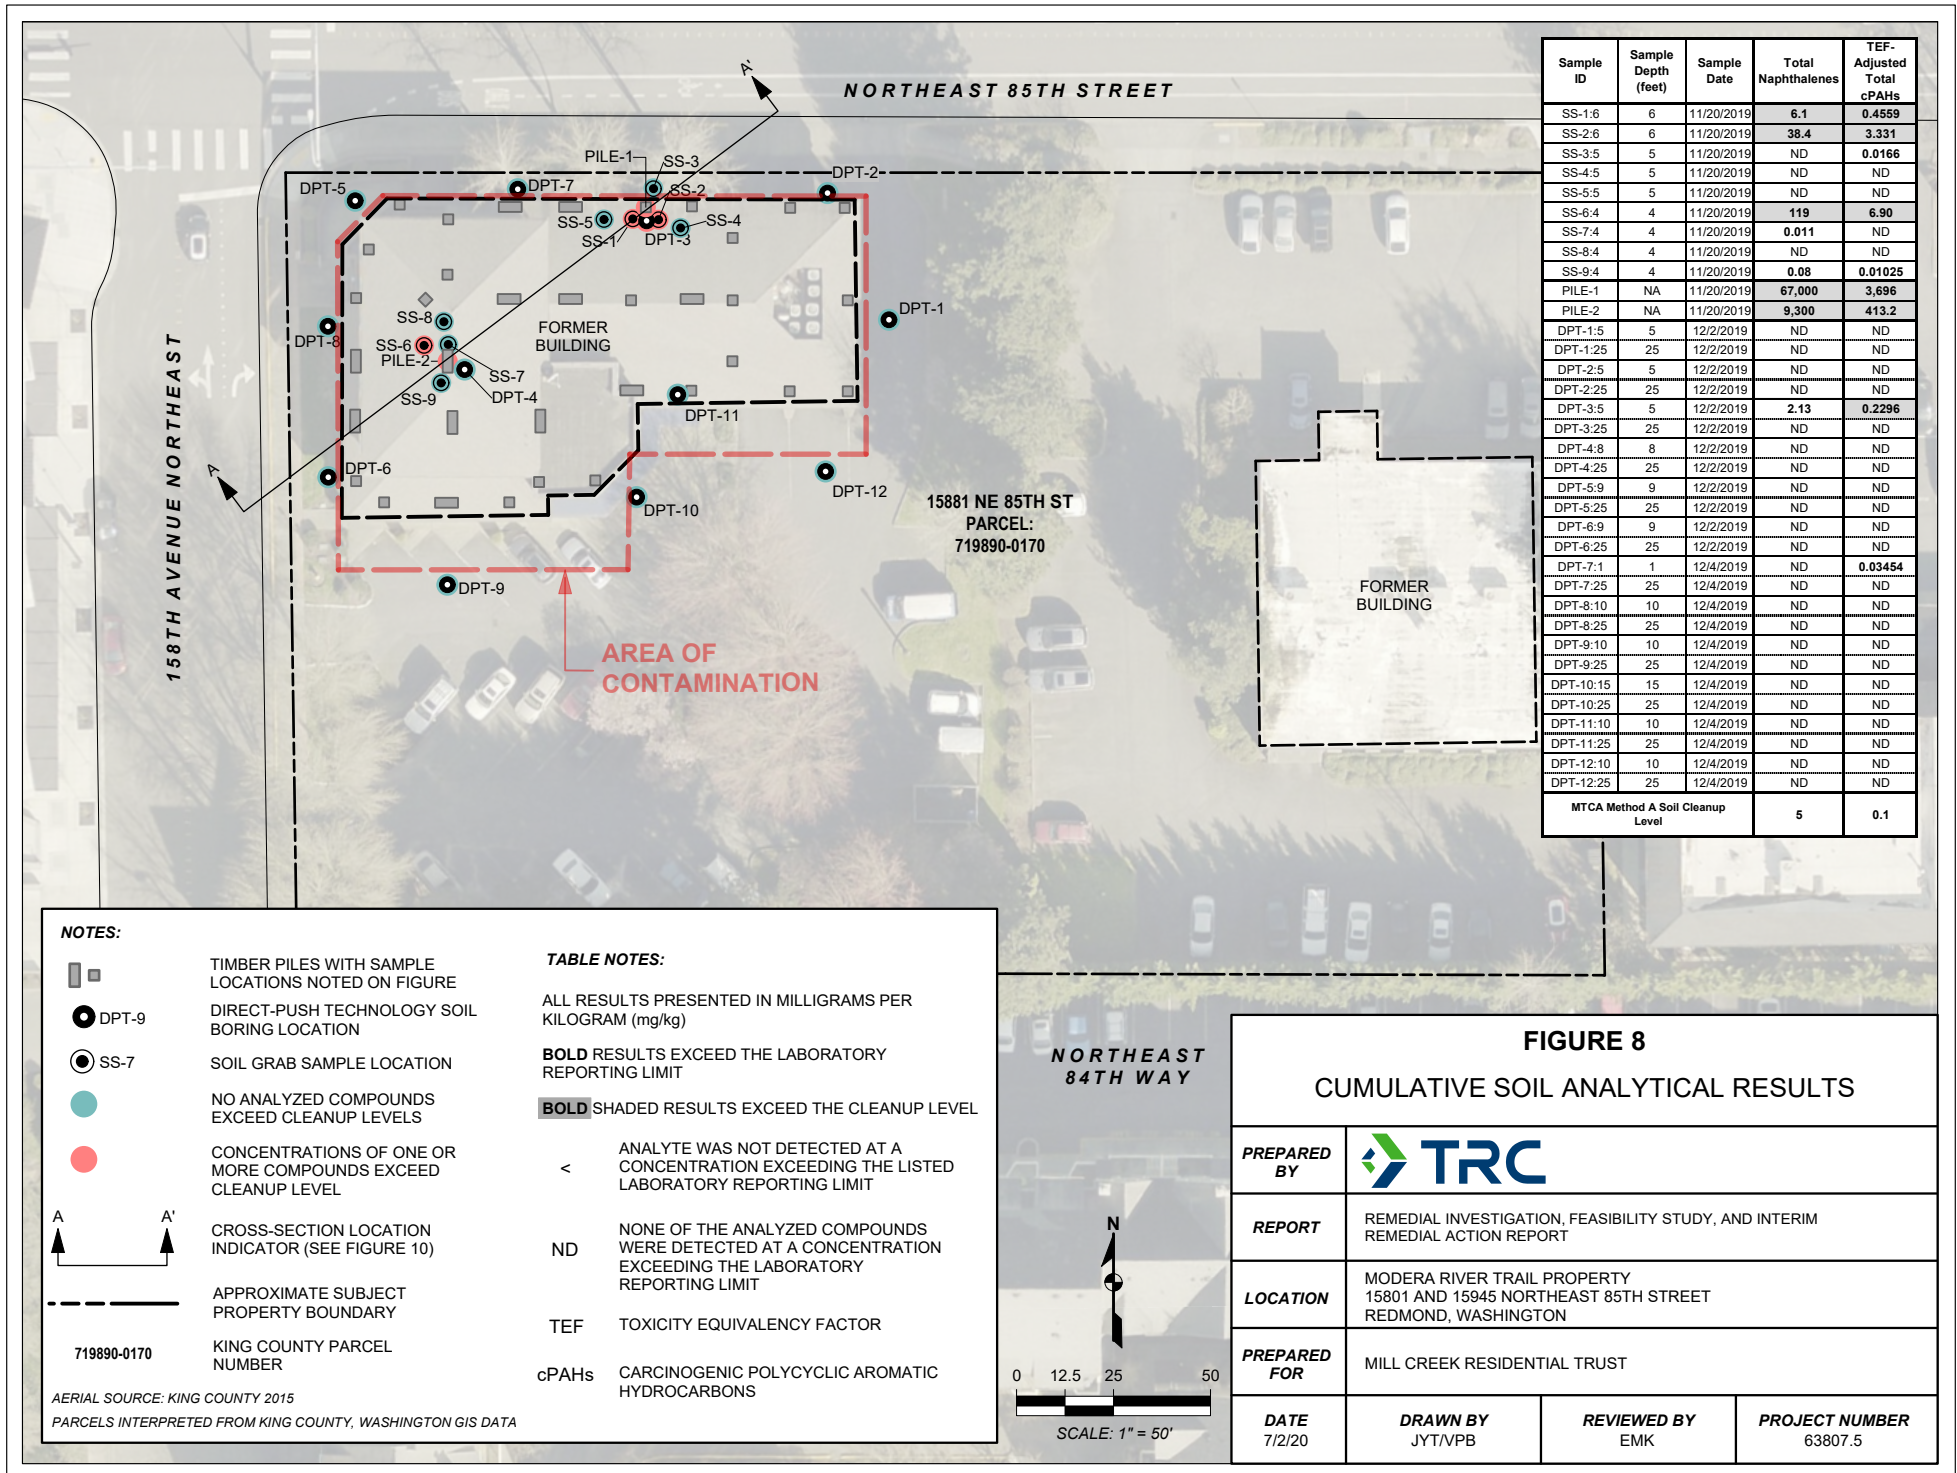 NORTHEAST 85TH STREET
A'
PILE-1
SS-3
DPT-2
DPT-5
DPT-7
SS-2
SS-5
SS-4
SS-1
DPT-3
DPT-1
SS-8
FORMER
BUILDING
DPT-8
SS-6
PILE-2
SS-7
SS-9
DPT-4
DPT-11
A
DPT-6
DPT-12
DPT-10
15881 NE 85TH ST
PARCEL:
719890-0170
DPT-9
158TH AVENUE NORTHEAST
FORMER
BUILDING
AREA OF
CONTAMINATION
NORTHEAST
84TH WAY
Sample ID Sample Depth (feet) Sample Date Total Naphthalenes TEF-Adjusted Total cPAHs
SS-1:6 6 11/20/2019 6.1 0.4559
SS-2:6 6 11/20/2019 38.4 3.331
SS-3:5 5 11/20/2019 ND 0.0166
SS-4:5 5 11/20/2019 ND ND
SS-5:5 5 11/20/2019 ND ND
SS-6:4 4 11/20/2019 119 6.90
SS-7:4 4 11/20/2019 0.011 ND
SS-8:4 4 11/20/2019 ND ND
SS-9:4 4 11/20/2019 0.08 0.01025
PILE-1 NA 11/20/2019 67,000 3,696
PILE-2 NA 11/20/2019 9,300 413.2
DPT-1:5 5 12/2/2019 ND ND
DPT-1:25 25 12/2/2019 ND ND
DPT-2:5 5 12/2/2019 ND ND
DPT-2:25 25 12/2/2019 ND ND
DPT-3:5 5 12/2/2019 2.13 0.2296
DPT-3:25 25 12/2/2019 ND ND
DPT-4:8 8 12/2/2019 ND ND
DPT-4:25 25 12/2/2019 ND ND
DPT-5:9 9 12/2/2019 ND ND
DPT-5:25 25 12/2/2019 ND ND
DPT-6:9 9 12/2/2019 ND ND
DPT-6:25 25 12/2/2019 ND ND
DPT-7:1 1 12/4/2019 ND 0.03454
DPT-7:25 25 12/4/2019 ND ND
DPT-8:10 10 12/4/2019 ND ND
DPT-8:25 25 12/4/2019 ND ND
DPT-9:10 10 12/4/2019 ND ND
DPT-9:25 25 12/4/2019 ND ND
DPT-10:15 15 12/4/2019 ND ND
DPT-10:25 25 12/4/2019 ND ND
DPT-11:10 10 12/4/2019 ND ND
DPT-11:25 25 12/4/2019 ND ND
DPT-12:10 10 12/4/2019 ND ND
DPT-12:25 25 12/4/2019 ND ND
MTCA Method A Soil Cleanup Level 5 0.1
NOTES:
TIMBER PILES WITH SAMPLE
LOCATIONS NOTED ON FIGURE
DPT-9 DIRECT-PUSH TECHNOLOGY SOIL
BORING LOCATION
SS-7 SOIL GRAB SAMPLE LOCATION
NO ANALYZED COMPOUNDS
EXCEED CLEANUP LEVELS
CONCENTRATIONS OF ONE OR
MORE COMPOUNDS EXCEED
CLEANUP LEVEL
A A'
CROSS-SECTION LOCATION
INDICATOR (SEE FIGURE 10)
APPROXIMATE SUBJECT
PROPERTY BOUNDARY
719890-0170 KING COUNTY PARCEL
NUMBER
AERIAL SOURCE: KING COUNTY 2015
PARCELS INTERPRETED FROM KING COUNTY, WASHINGTON GIS DATA
TABLE NOTES:
ALL RESULTS PRESENTED IN MILLIGRAMS PER
KILOGRAM (mg/kg)
BOLD RESULTS EXCEED THE LABORATORY
REPORTING LIMIT
BOLD SHADED RESULTS EXCEED THE CLEANUP LEVEL
< ANALYTE WAS NOT DETECTED AT A
CONCENTRATION EXCEEDING THE LISTED
LABORATORY REPORTING LIMIT
ND NONE OF THE ANALYZED COMPOUNDS
WERE DETECTED AT A CONCENTRATION
EXCEEDING THE LABORATORY
REPORTING LIMIT
TEF TOXICITY EQUIVALENCY FACTOR
cPAHs CARCINOGENIC POLYCYCLIC AROMATIC
HYDROCARBONS
N
0 12.5 25 50
SCALE: 1" = 50'
FIGURE 8
CUMULATIVE SOIL ANALYTICAL RESULTS
PREPARED BY TRC
REPORT REMEDIAL INVESTIGATION, FEASIBILITY STUDY, AND INTERIM
REMEDIAL ACTION REPORT
LOCATION MODERA RIVER TRAIL PROPERTY
15801 AND 15945 NORTHEAST 85TH STREET
REDMOND, WASHINGTON
PREPARED FOR MILL CREEK RESIDENTIAL TRUST
DATE DRAWN BY REVIEWED BY PROJECT NUMBER
7/2/20 JYT/VPB EMK 63807.5